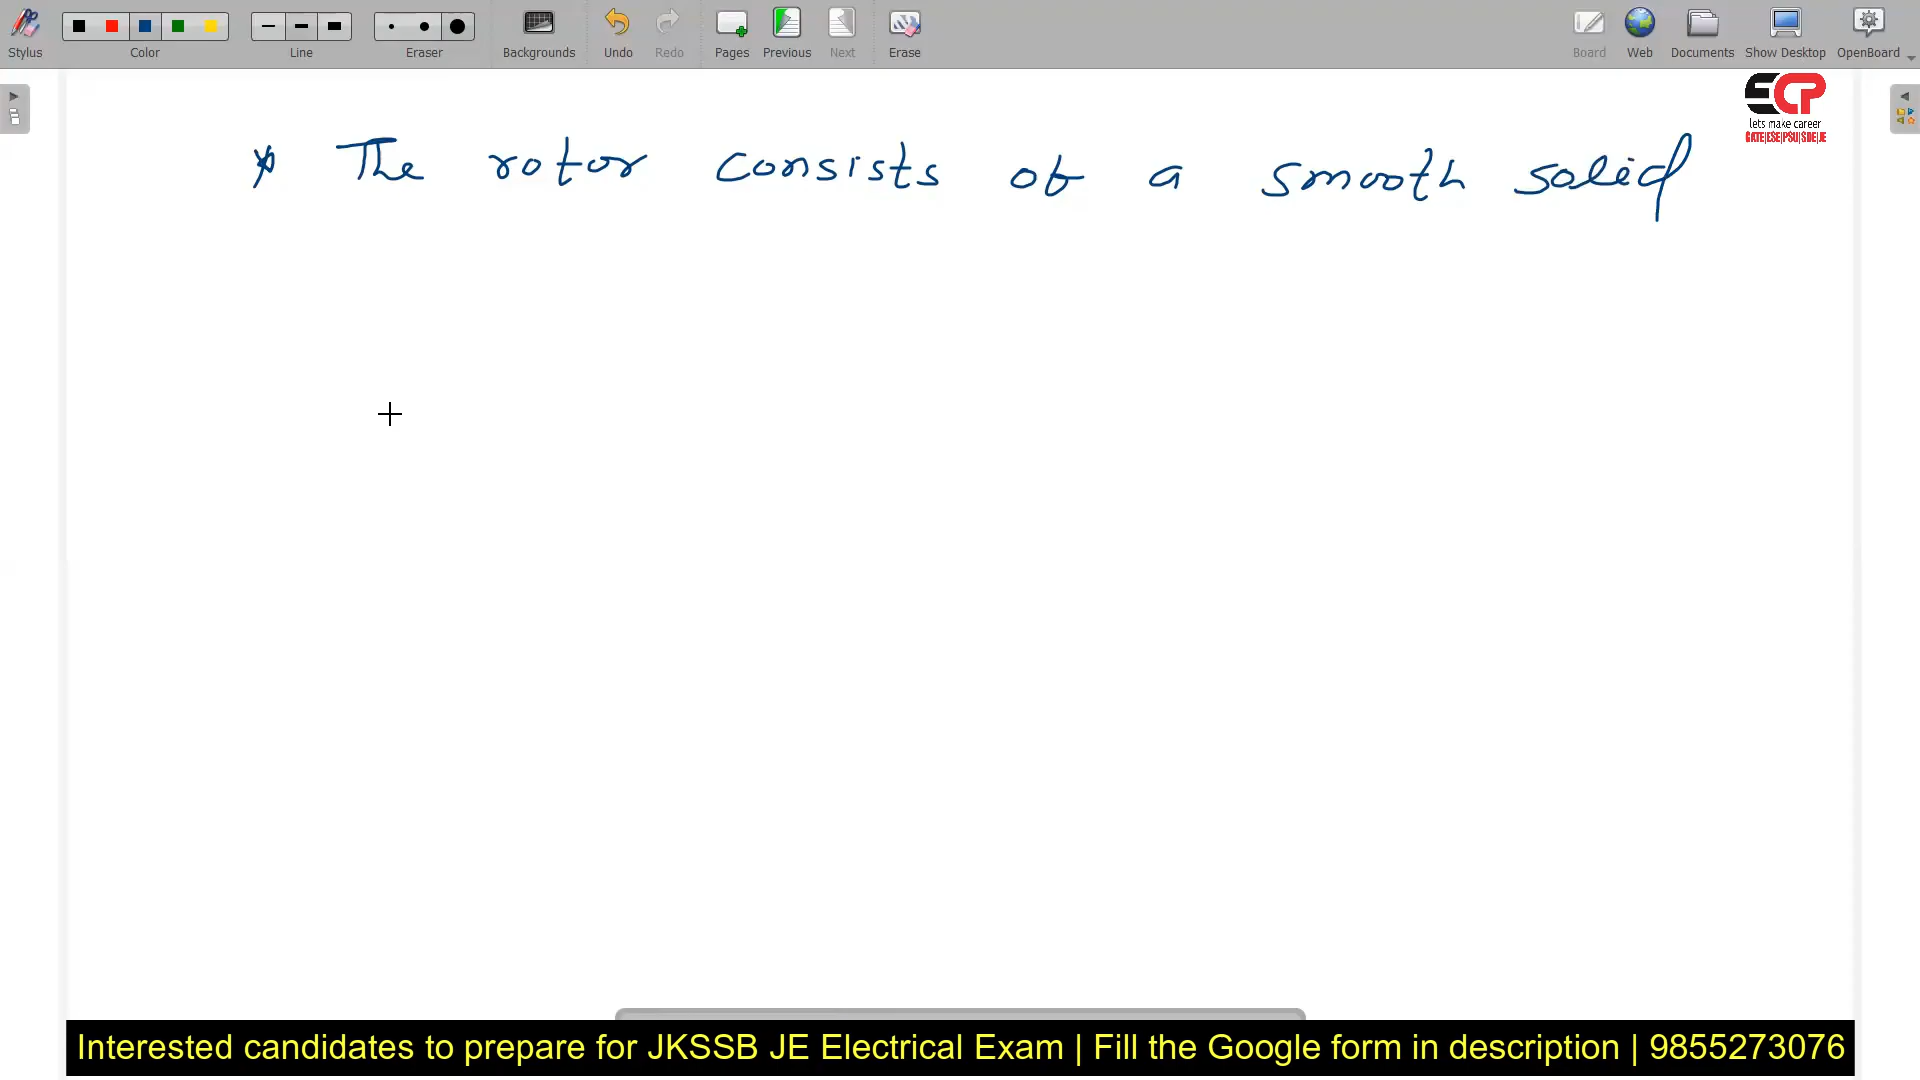 Stylus Color Line Eraser Backgrounds Undo Redo Pages Previous Next Erase Board Web Documents Show Desktop OpenBoard
ECP
lets make career
GATE|ESE|PSU|SDE|JE
* The rotor consists of a smooth solid
Interested candidates to prepare for JKSSB JE Electrical Exam | Fill the Google form in description | 9855273076